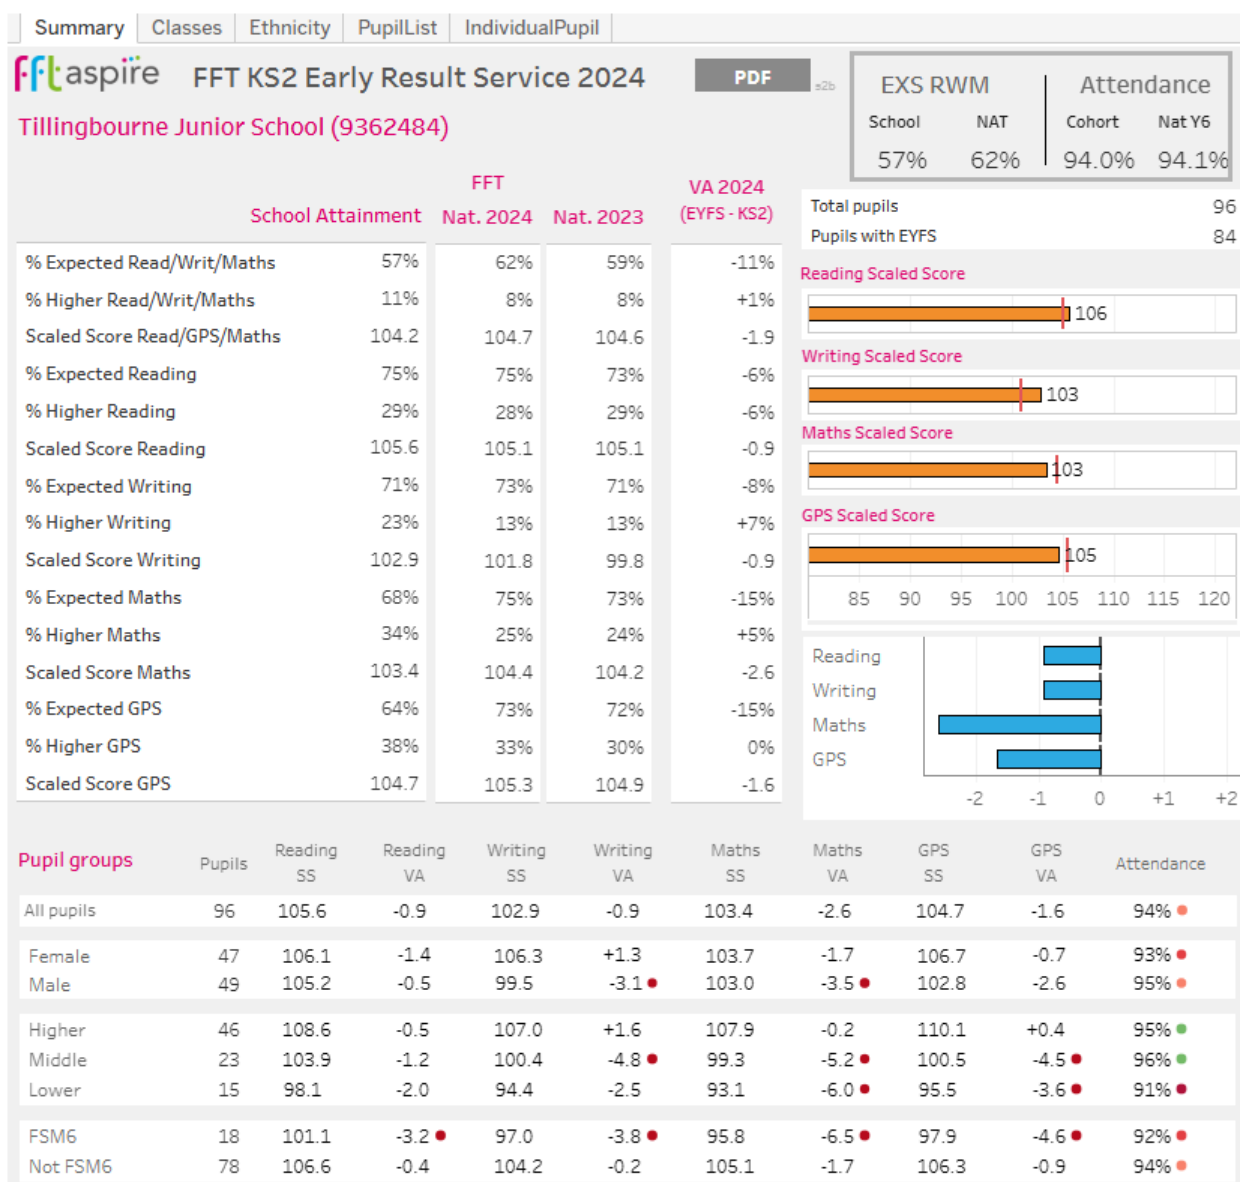 Summary Classes Ethnicity PupilList IndividualPupil
fft aspire FFT KS2 Early Result Service 2024 PDF
Tillingbourne Junior School (9362484)
EXS RWM Attendance
School NAT Cohort Nat Y6
57% 62% 94.0% 94.1%
FFT VA 2024
School Attainment Nat. 2024 Nat. 2023 (EYFS - KS2)
Total pupils 96
Pupils with EYFS 84
% Expected Read/Writ/Maths 57% 62% 59% -11%
% Higher Read/Writ/Maths 11% 8% 8% +1%
Scaled Score Read/GPS/Maths 104.2 104.7 104.6 -1.9
% Expected Reading 75% 75% 73% -6%
% Higher Reading 29% 28% 29% -6%
Scaled Score Reading 105.6 105.1 105.1 -0.9
% Expected Writing 71% 73% 71% -8%
% Higher Writing 23% 13% 13% +7%
Scaled Score Writing 102.9 101.8 99.8 -0.9
% Expected Maths 68% 75% 73% -15%
% Higher Maths 34% 25% 24% +5%
Scaled Score Maths 103.4 104.4 104.2 -2.6
% Expected GPS 64% 73% 72% -15%
% Higher GPS 38% 33% 30% 0%
Scaled Score GPS 104.7 105.3 104.9 -1.6
Reading Scaled Score
106
Writing Scaled Score
103
Maths Scaled Score
103
GPS Scaled Score
105
85 90 95 100 105 110 115 120
Reading
Writing
Maths
GPS
-2 -1 0 +1 +2
Pupil groups Pupils Reading SS Reading VA Writing SS Writing VA Maths SS Maths VA GPS SS GPS VA Attendance
All pupils 96 105.6 -0.9 102.9 -0.9 103.4 -2.6 104.7 -1.6 94%
Female 47 106.1 -1.4 106.3 +1.3 103.7 -1.7 106.7 -0.7 93%
Male 49 105.2 -0.5 99.5 -3.1 103.0 -3.5 102.8 -2.6 95%
Higher 46 108.6 -0.5 107.0 +1.6 107.9 -0.2 110.1 +0.4 95%
Middle 23 103.9 -1.2 100.4 -4.8 99.3 -5.2 100.5 -4.5 96%
Lower 15 98.1 -2.0 94.4 -2.5 93.1 -6.0 95.5 -3.6 91%
FSM6 18 101.1 -3.2 97.0 -3.8 95.8 -6.5 97.9 -4.6 92%
Not FSM6 78 106.6 -0.4 104.2 -0.2 105.1 -1.7 106.3 -0.9 94%